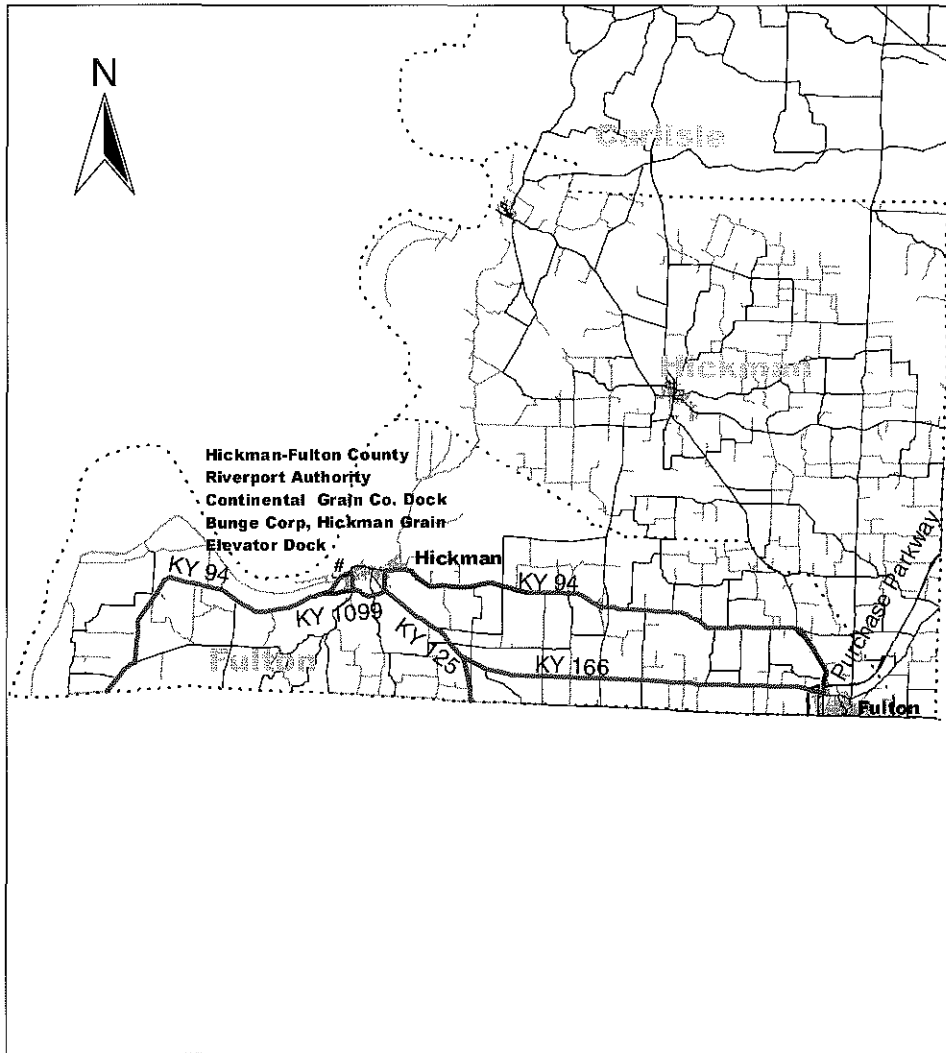 N
Carlisle
Hickman
Hickman-Fulton County
Riverport Authority
Continental Grain Co. Dock
Bunge Corp, Hickman Grain
Elevator Dock
#
Hickman
KY 94
KY 94
KY 1099
KY 125
KY 166
Fulton
Purchase Parkway
Fulton